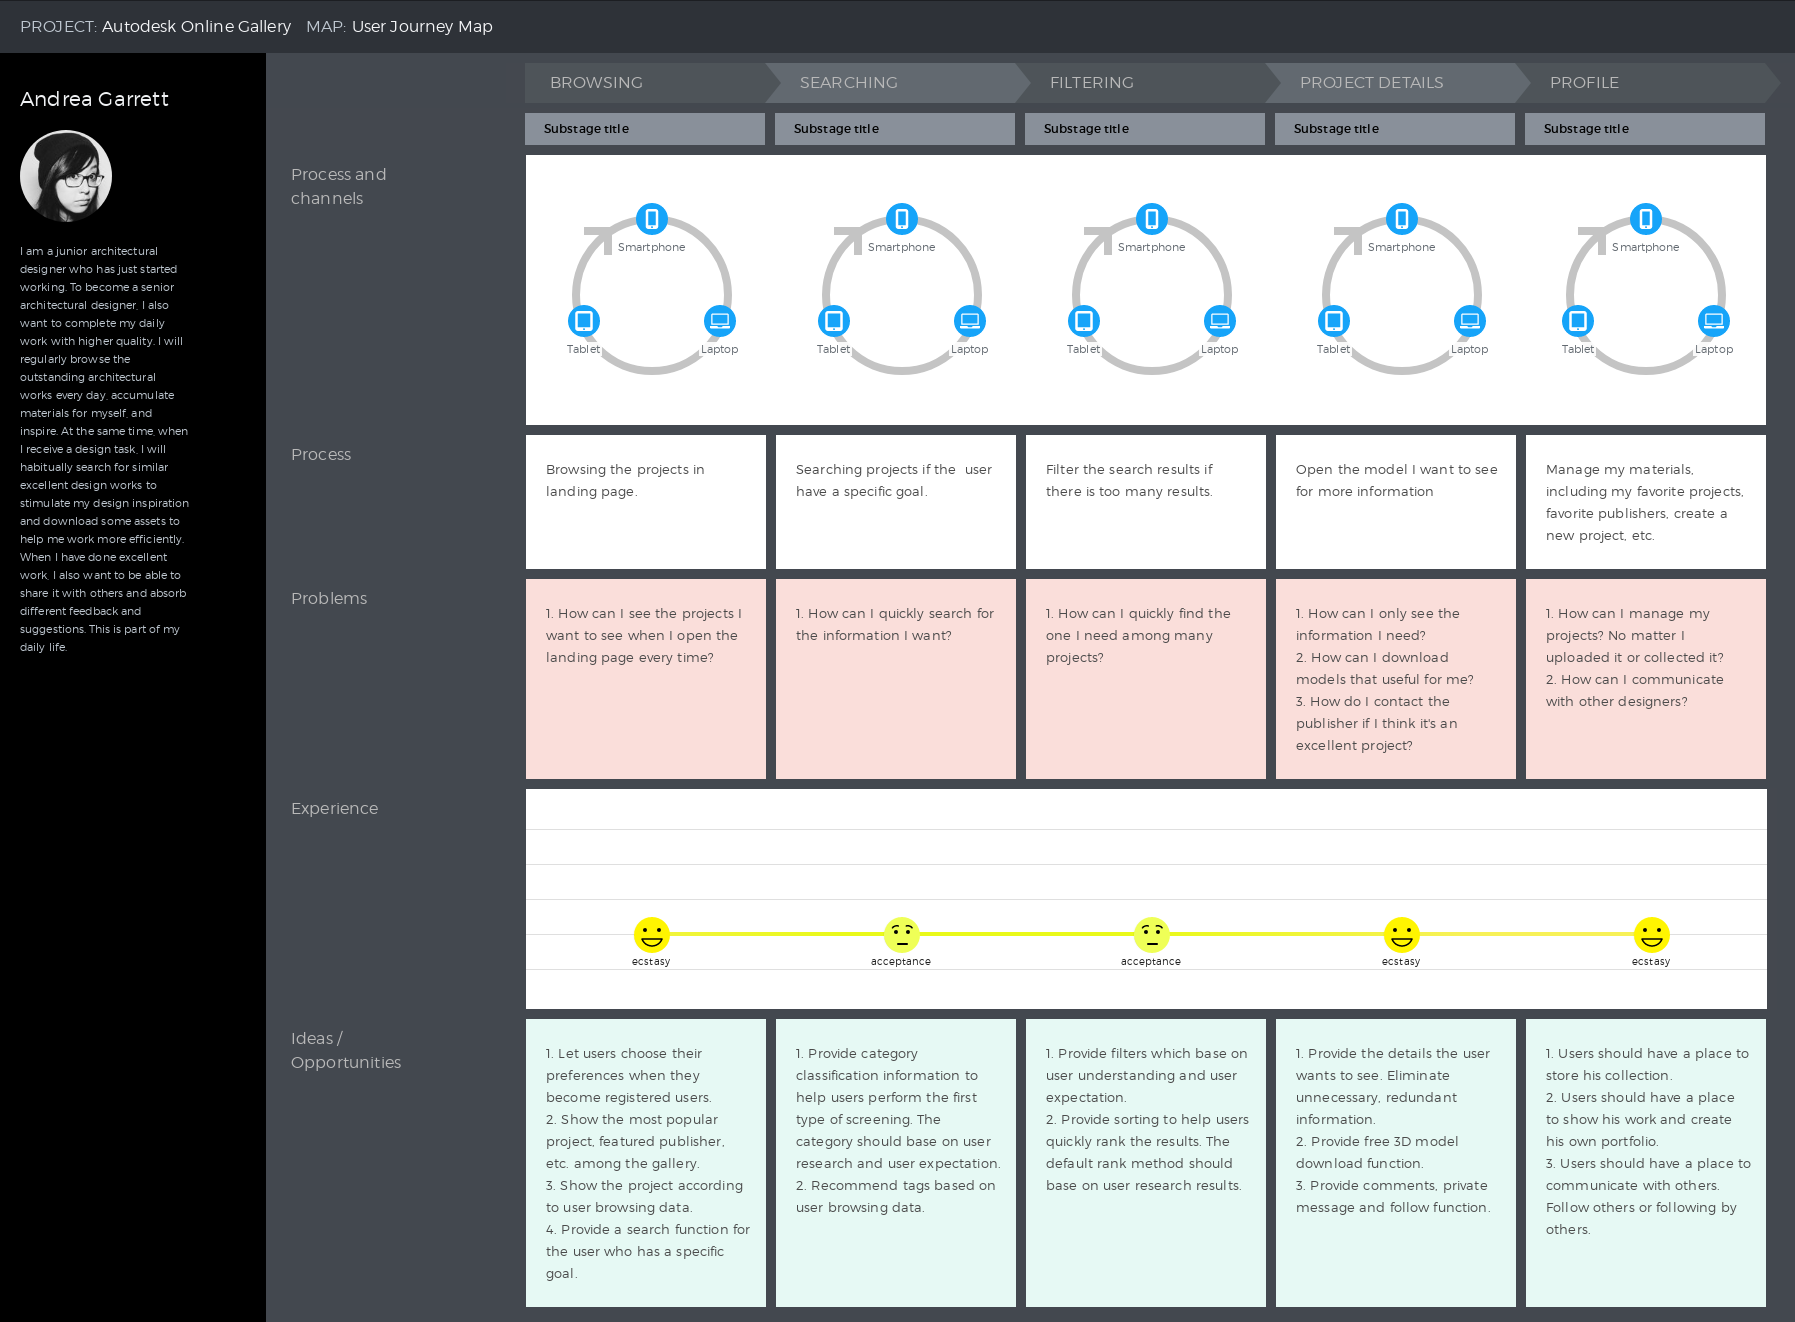 PROJECT: Autodesk Online Gallery MAP: User Journey Map
Andrea Garrett
I am a junior architectural
designer who has just started
working. To become a senior
architectural designer, I also
want to complete my daily
work with higher quality. I will
regularly browse the
outstanding architectural
works every day, accumulate
materials for myself, and
inspire. At the same time, when
I receive a design task, I will
habitually search for similar
excellent design works to
stimulate my design inspiration
and download some assets to
help me work more efficiently.
When I have done excellent
work, I also want to be able to
share it with others and absorb
different feedback and
suggestions. This is part of my
daily life.
BROWSING SEARCHING FILTERING PROJECT DETAILS PROFILE
Substage title Substage title Substage title Substage title Substage title
Process and
channels
Smartphone Smartphone Smartphone Smartphone Smartphone
Tablet Laptop Tablet Laptop Tablet Laptop Tablet Laptop Tablet Laptop
Process
Browsing the projects in
landing page.
Searching projects if the  user
have a specific goal.
Filter the search results if
there is too many results.
Open the model I want to see
for more information
Manage my materials,
including my favorite projects,
favorite publishers, create a
new project, etc.
Problems
1. How can I see the projects I
want to see when I open the
landing page every time?
1. How can I quickly search for
the information I want?
1. How can I quickly find the
one I need among many
projects?
1. How can I only see the
information I need?
2. How can I download
models that useful for me?
3. How do I contact the
publisher if I think it's an
excellent project?
1. How can I manage my
projects? No matter I
uploaded it or collected it?
2. How can I communicate
with other designers?
Experience
ecstasy acceptance acceptance ecstasy ecstasy
Ideas /
Opportunities
1. Let users choose their
preferences when they
become registered users.
2. Show the most popular
project, featured publisher,
etc. among the gallery.
3. Show the project according
to user browsing data.
4. Provide a search function for
the user who has a specific
goal.
1. Provide category
classification information to
help users perform the first
type of screening. The
category should base on user
research and user expectation.
2. Recommend tags based on
user browsing data.
1. Provide filters which base on
user understanding and user
expectation.
2. Provide sorting to help users
quickly rank the results. The
default rank method should
base on user research results.
1. Provide the details the user
wants to see. Eliminate
unnecessary, redundant
information.
2. Provide free 3D model
download function.
3. Provide comments, private
message and follow function.
1. Users should have a place to
store his collection.
2. Users should have a place
to show his work and create
his own portfolio.
3. Users should have a place to
communicate with others.
Follow others or following by
others.